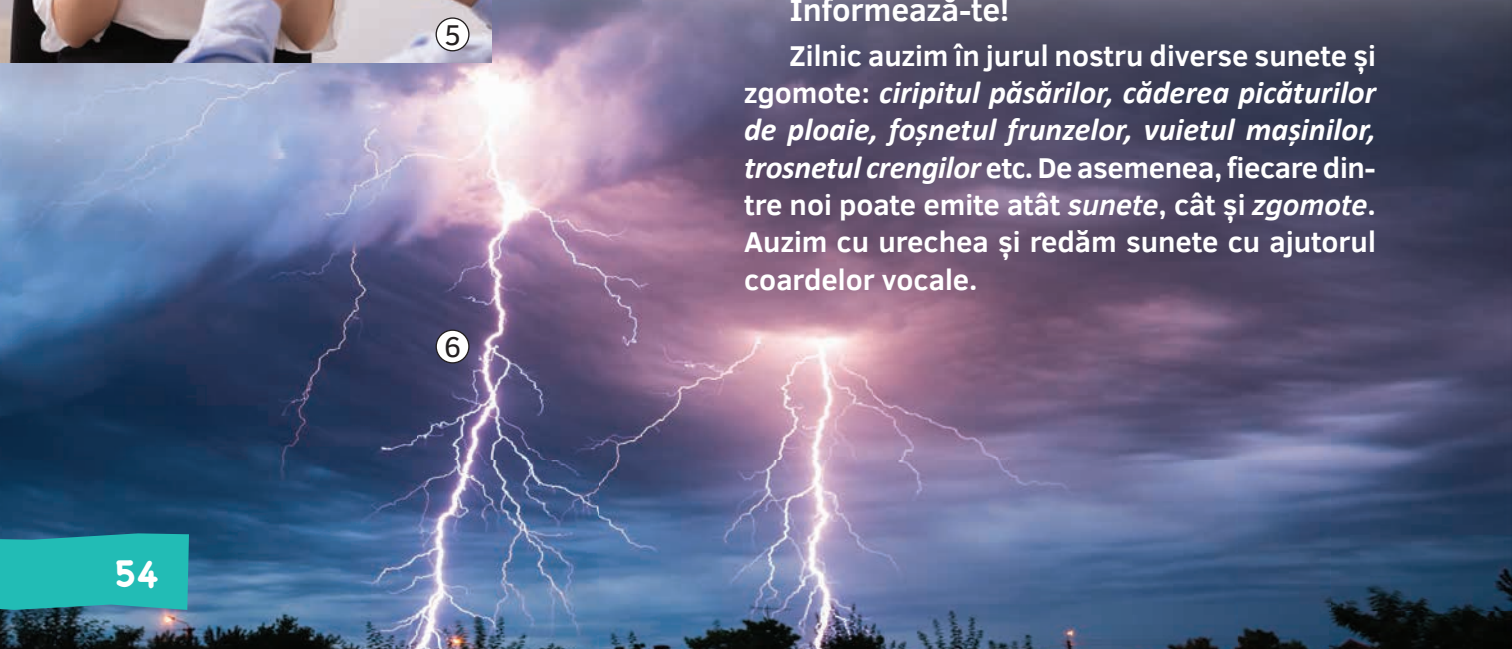 5
Informează-te!
Zilnic auzim în jurul nostru diverse sunete și
zgomote: ciripitul păsărilor, căderea picăturilor
de ploaie, foșnetul frunzelor, vuietul mașinilor,
trosnetul crengilor etc. De asemenea, fiecare din-
tre noi poate emite atât sunete, cât și zgomote.
Auzim cu urechea și redăm sunete cu ajutorul
coardelor vocale.
6
54